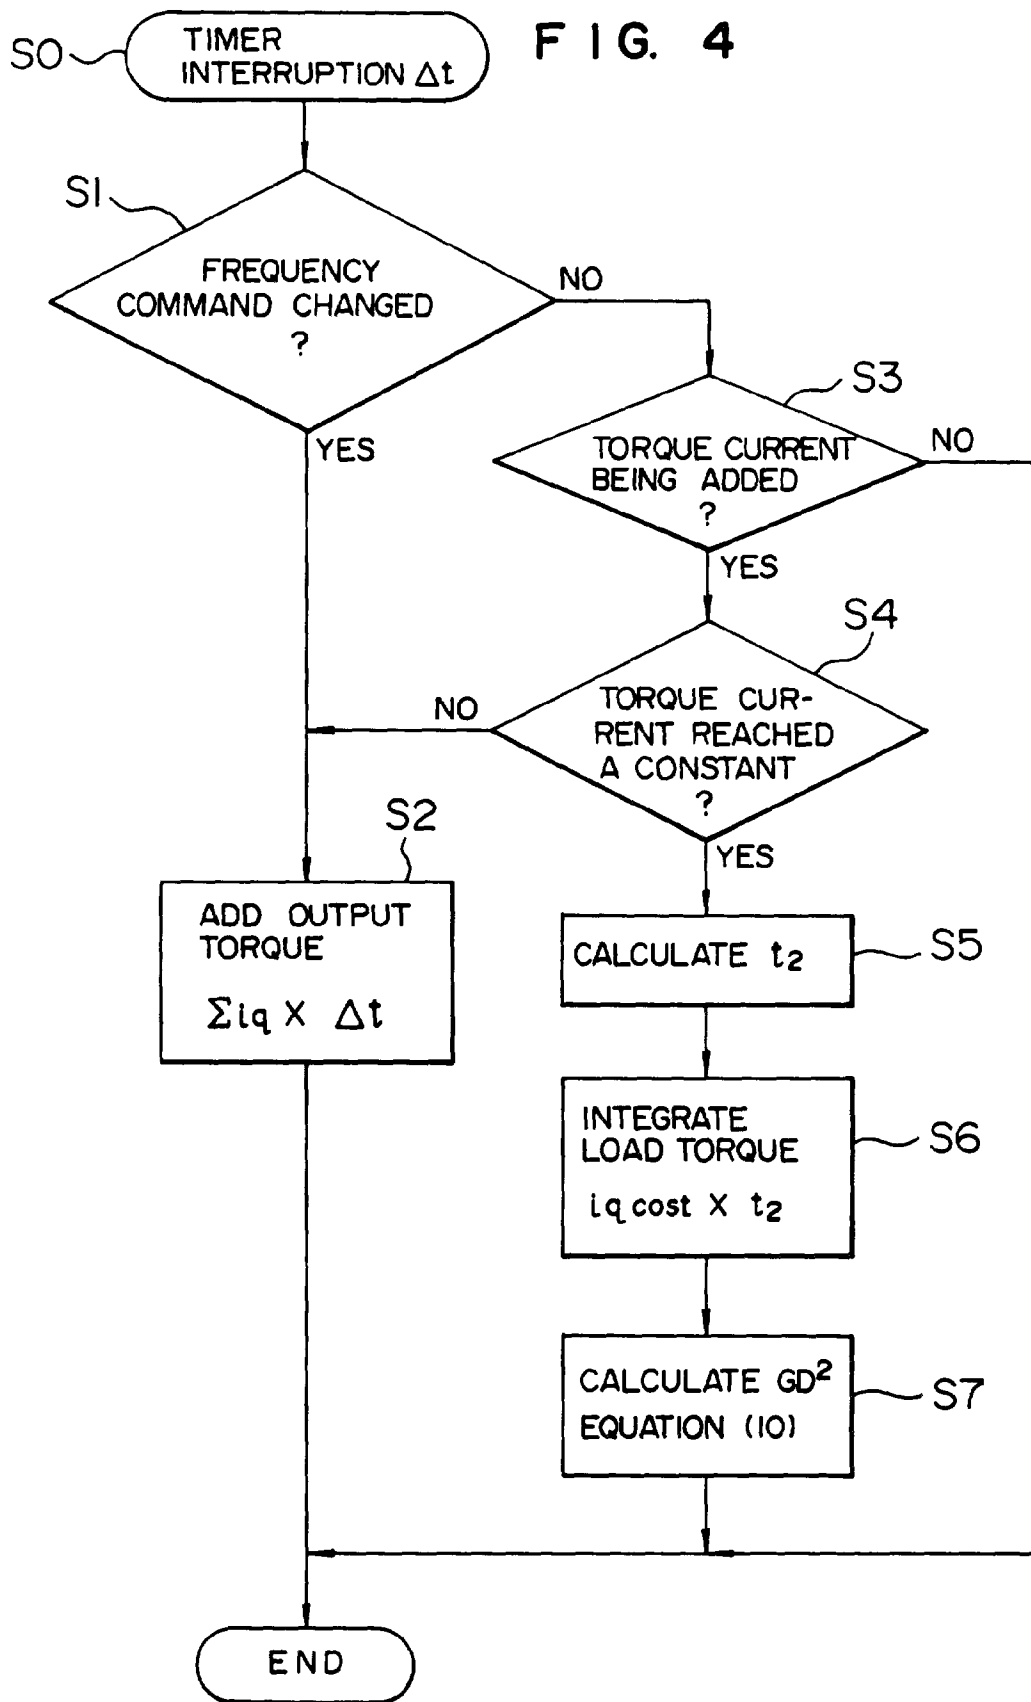 FIG. 4
S0
TIMER
INTERRUPTION Δt
S1
FREQUENCY
COMMAND CHANGED
?
NO
YES
S3
TORQUE CURRENT
BEING ADDED
?
NO
YES
S4
TORQUE CUR-
RENT REACHED
A CONSTANT
?
NO
YES
S2
ADD OUTPUT
TORQUE
Σiq X Δt
CALCULATE t2
S5
INTEGRATE
LOAD TORQUE
iq cost X t2
S6
CALCULATE GD²
EQUATION (10)
S7
END